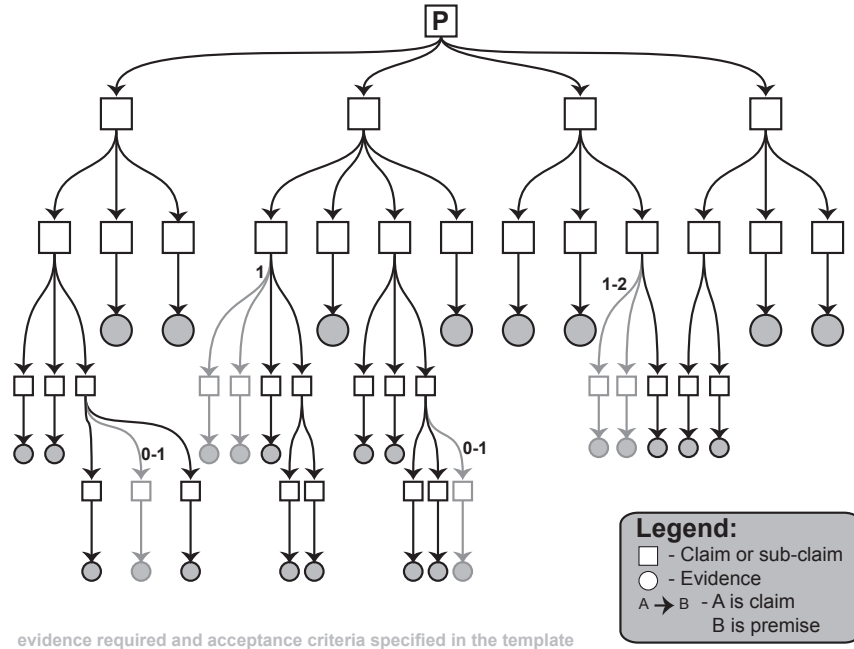 P
1
1-2
0-1
0-1
Legend:
- Claim or sub-claim
- Evidence
A B - A is claim
B is premise
evidence required and acceptance criteria specified in the template